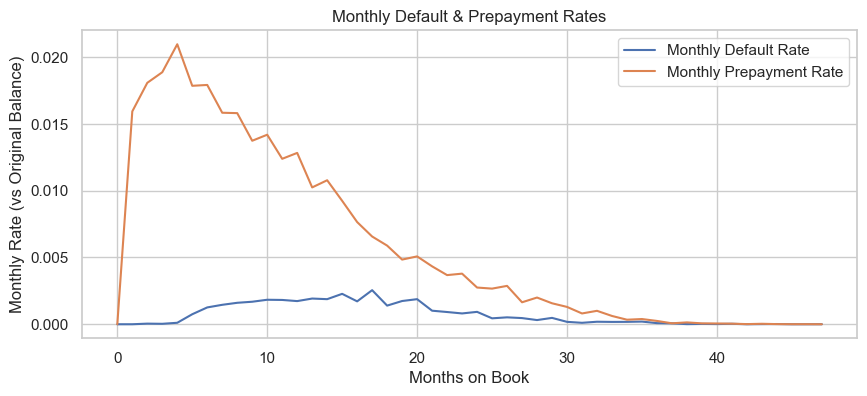 Monthly Default & Prepayment Rates
Monthly Default Rate
Monthly Prepayment Rate
Monthly Rate (vs Original Balance)
0.020
0.015
0.010
0.005
0.000
0 10 20 30 40
Months on Book